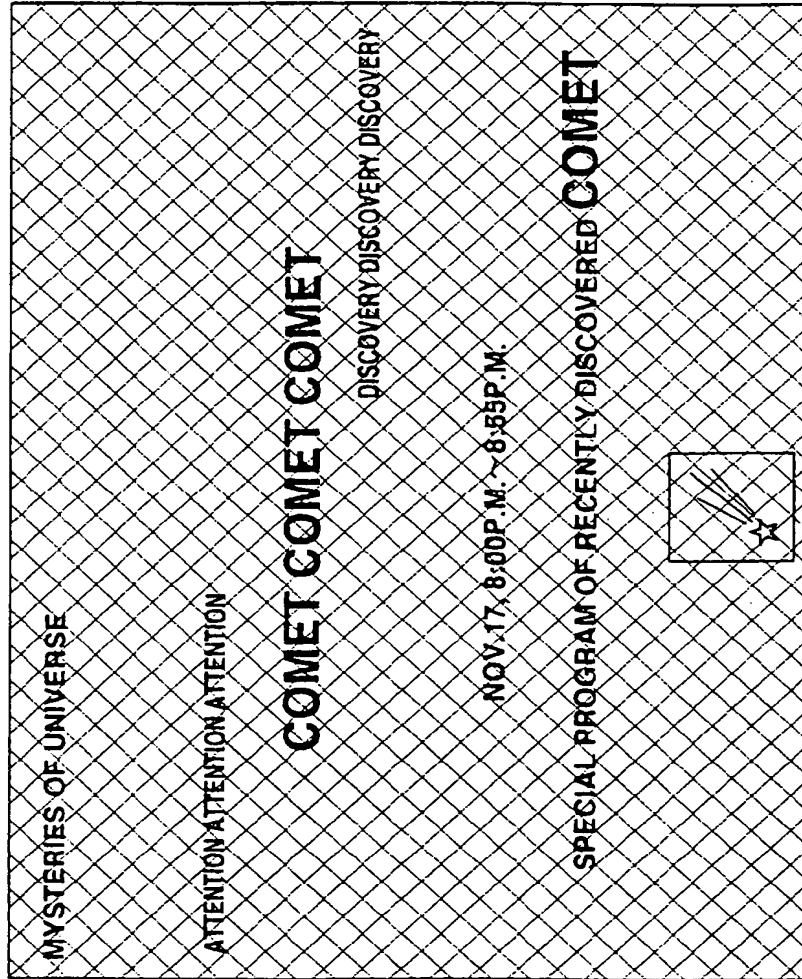 MYSTERIES OF UNIVERSE
ATTENTION ATTENTION ATTENTION
COMET COMET COMET
DISCOVERY DISCOVERY DISCOVERY
NOV. 17, 8:00P.M.~8:55P.M.
SPECIAL PROGRAM OF RECENTLY DISCOVERED COMET